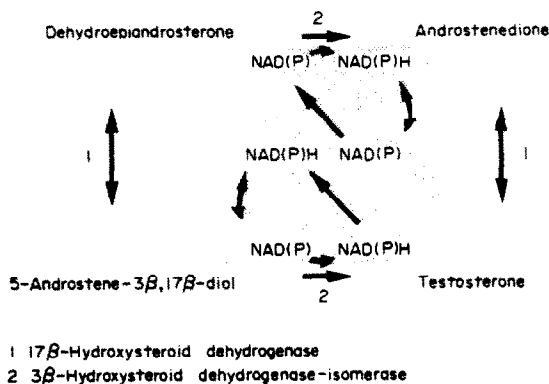 2
Dehydroepiandrosterone Androstenedione
NAD(P) NAD(P)H
1 NAD(P)H NAD(P) 1
NAD(P) NAD(P)H
5-Androstene-3β,17β-diol 2 Testosterone
1 17β-Hydroxysteroid dehydrogenase
2 3β-Hydroxysteroid dehydrogenase-isomerase